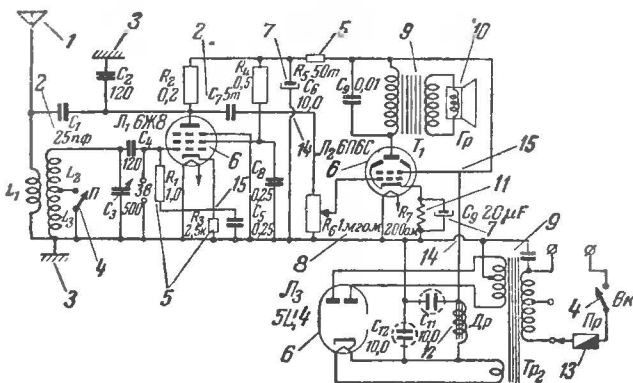 1
3
2
7
5
9
10
2
C₂
120
R₂
0,2
R₄
0,5
C₆
10,0
R₅ 50т
C₉ 0,01
C₇ 5т
C₁
25пф
Л₁ 6Ж8
Л₂ 6П6С
T₁
Гр
C₄
120
6
14
6
15
L₁
L₂
L₃
П
C₃
500
Зв
R₁
1,0
15
C₈
0,25
R₃
2,5к
C₅
0,25
R₆ 1мгом
R₇
200ом
11
C₉ 20μF
7
3
4
5
8
14
9
Л₃
5Ц4
6
C₁₂
10,0
C₁₁
10,0
12
Др
Тр₂
4
Вк
Пр
13